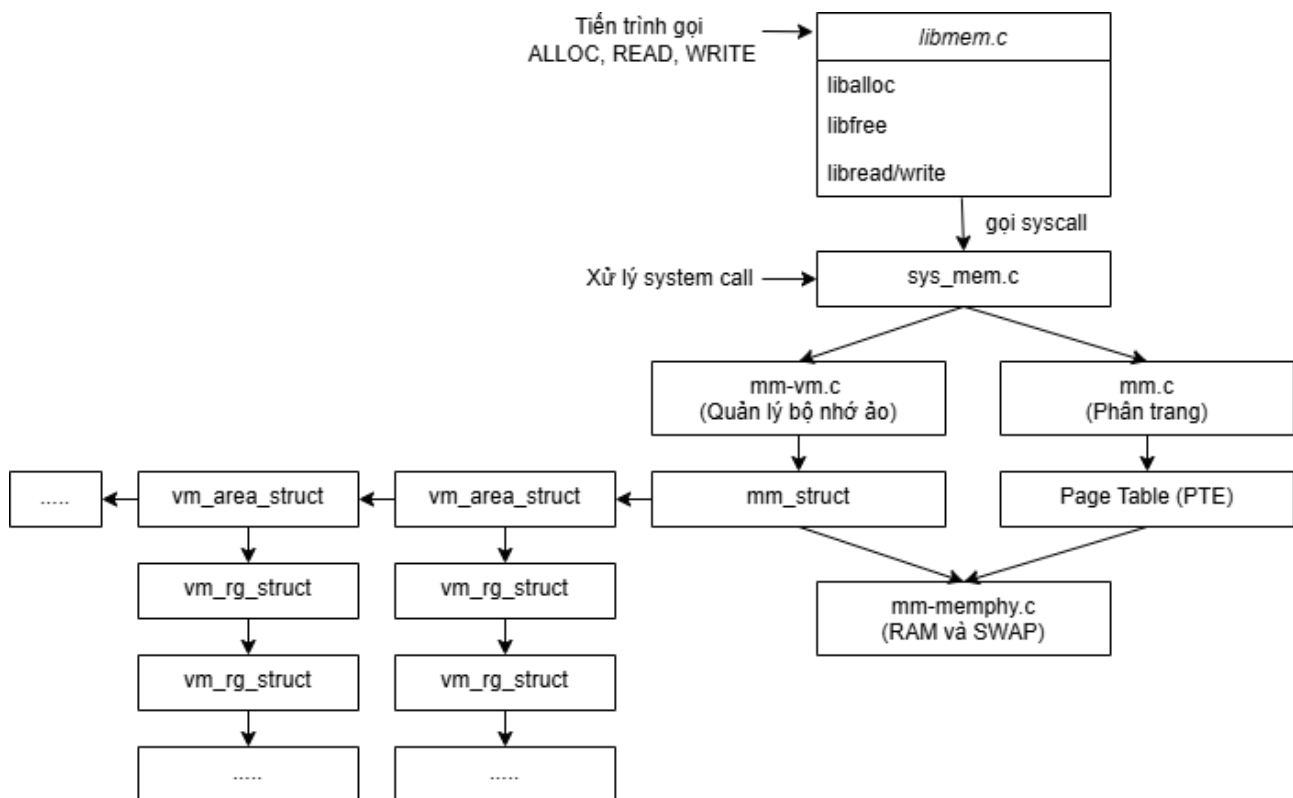 Tiến trình gọi
ALLOC, READ, WRITE
libmem.c
liballoc
libfree
libread/write
gọi syscall
Xử lý system call
sys_mem.c
mm-vm.c
(Quản lý bộ nhớ ảo)
mm.c
(Phân trang)
.....
vm_area_struct
vm_area_struct
mm_struct
Page Table (PTE)
vm_rg_struct
vm_rg_struct
mm-memphy.c
(RAM và SWAP)
vm_rg_struct
vm_rg_struct
.....
.....